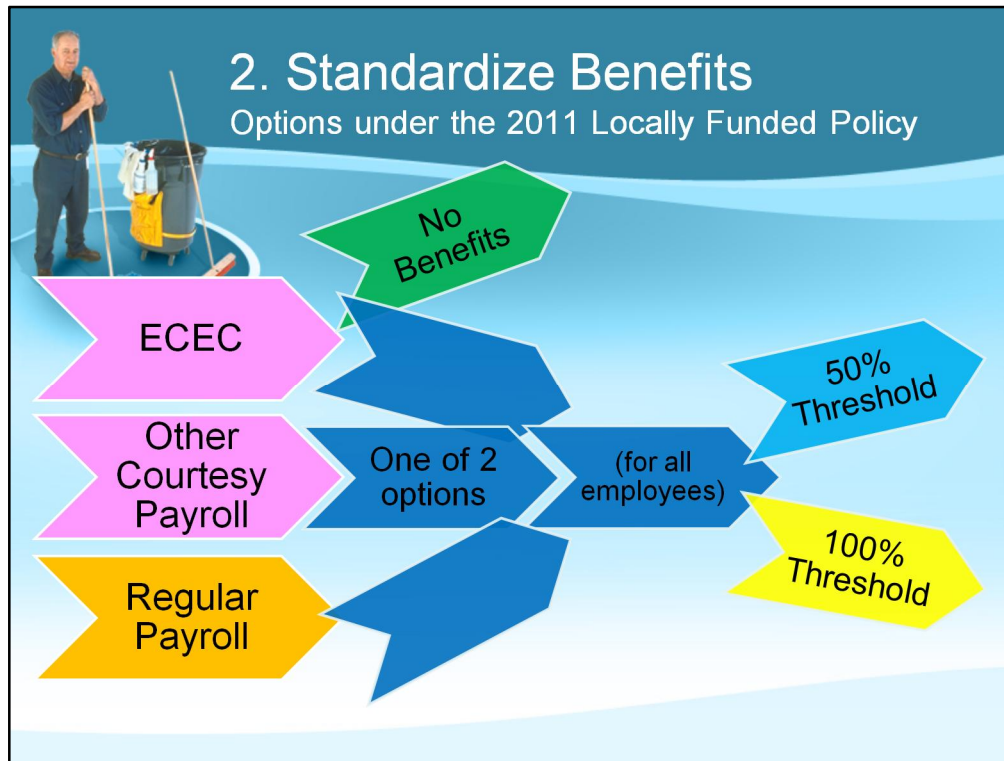 2. Standardize Benefits
Options under the 2011 Locally Funded Policy
No
Benefits
ECEC
50%
Threshold
Other
Courtesy
Payroll
One of 2
options
(for all
employees)
100%
Threshold
Regular
Payroll